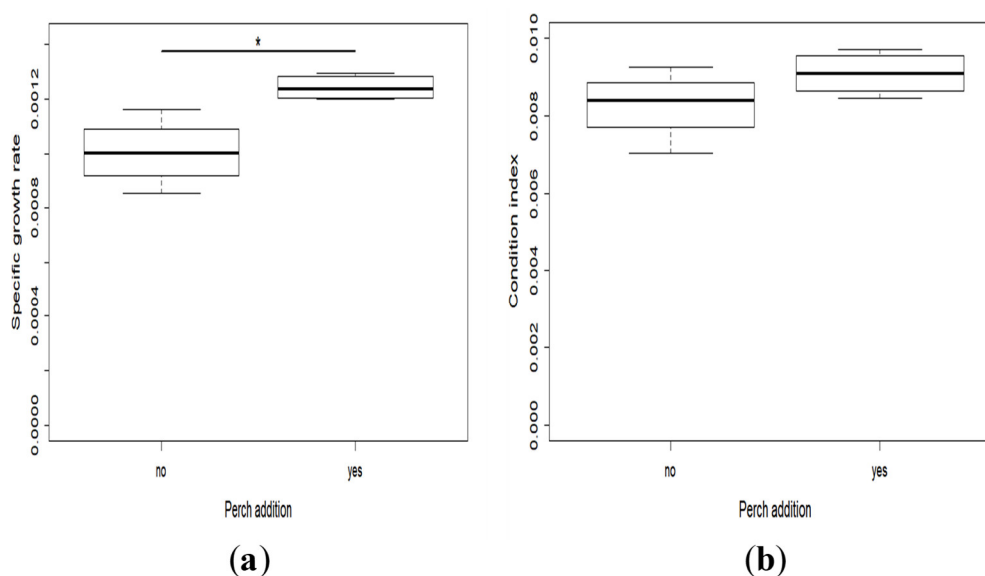 *
Specific growth rate
0.0012
0.0008
0.0004
0.0000
no
yes
Perch addition
(a)
Condition index
0.010
0.008
0.006
0.004
0.002
0.000
no
yes
Perch addition
(b)